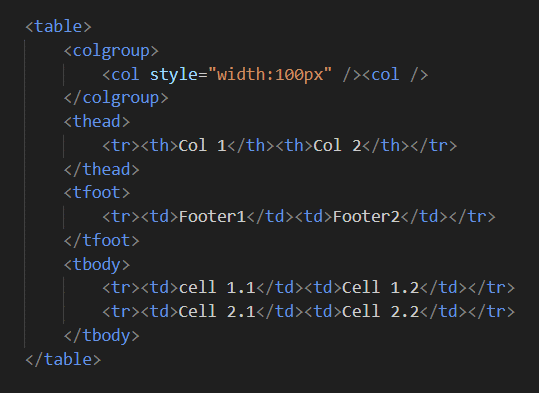 <table>
<colgroup>
<col style="width:100px" /><col />
</colgroup>
<thead>
<tr><th>Col 1</th><th>Col 2</th></tr>
</thead>
<tfoot>
<tr><td>Footer1</td><td>Footer2</td></tr>
</tfoot>
<tbody>
<tr><td>cell 1.1</td><td>Cell 1.2</td></tr>
<tr><td>Cell 2.1</td><td>Cell 2.2</td></tr>
</tbody>
</table>